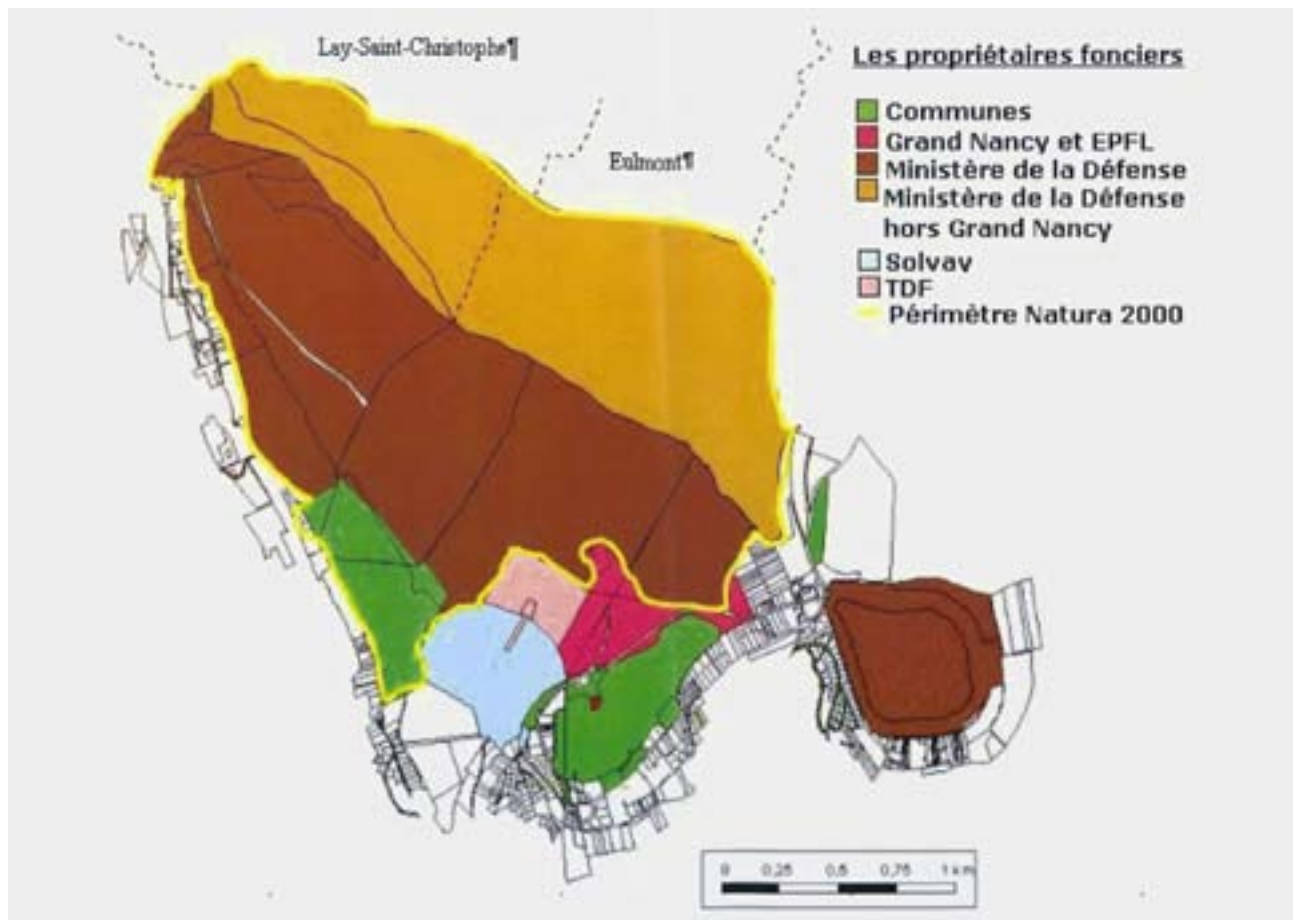 Lay-Saint-Christophe¶
Eulmont¶
Les propriétaires fonciers
Communes
Grand Nancy et EPFL
Ministère de la Défense
Ministère de la Défense
hors Grand Nancy
Solvay
TDF
Périmètre Natura 2000
0 0,25 0,5 0,75 1 km